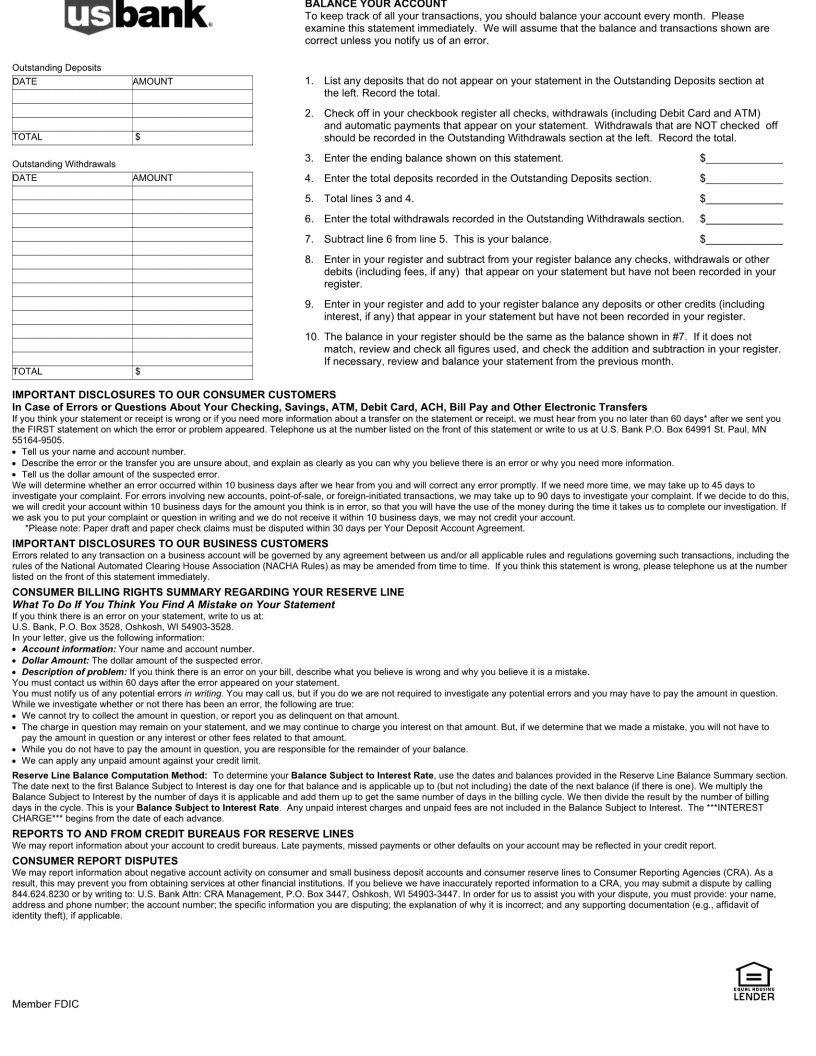 usbank.
BALANCE YOUR ACCOUNT
To keep track of all your transactions, you should balance your account every month.  Please
examine this statement immediately.  We will assume that the balance and transactions shown are
correct unless you notify us of an error.
Outstanding Deposits
DATE AMOUNT
TOTAL $
Outstanding Withdrawals
DATE AMOUNT
TOTAL $
1. List any deposits that do not appear on your statement in the Outstanding Deposits section at
the left. Record the total.
2. Check off in your checkbook register all checks, withdrawals (including Debit Card and ATM)
and automatic payments that appear on your statement.  Withdrawals that are NOT checked  off
should be recorded in the Outstanding Withdrawals section at the left.  Record the total.
3. Enter the ending balance shown on this statement. $____________
4. Enter the total deposits recorded in the Outstanding Deposits section. $____________
5. Total lines 3 and 4. $____________
6. Enter the total withdrawals recorded in the Outstanding Withdrawals section. $____________
7. Subtract line 6 from line 5.  This is your balance. $____________
8. Enter in your register and subtract from your register balance any checks, withdrawals or other
debits (including fees, if any)  that appear on your statement but have not been recorded in your
register.
9. Enter in your register and add to your register balance any deposits or other credits (including
interest, if any) that appear in your statement but have not been recorded in your register.
10. The balance in your register should be the same as the balance shown in #7.  If it does not
match, review and check all figures used, and check the addition and subtraction in your register.
If necessary, review and balance your statement from the previous month.
IMPORTANT DISCLOSURES TO OUR CONSUMER CUSTOMERS
In Case of Errors or Questions About Your Checking, Savings, ATM, Debit Card, ACH, Bill Pay and Other Electronic Transfers
If you think your statement or receipt is wrong or if you need more information about a transfer on the statement or receipt, we must hear from you no later than 60 days* after we sent you
the FIRST statement on which the error or problem appeared. Telephone us at the number listed on the front of this statement or write to us at U.S. Bank P.O. Box 64991 St. Paul, MN
55164-9505.
• Tell us your name and account number.
• Describe the error or the transfer you are unsure about, and explain as clearly as you can why you believe there is an error or why you need more information.
• Tell us the dollar amount of the suspected error.
We will determine whether an error occurred within 10 business days after we hear from you and will correct any error promptly. If we need more time, we may take up to 45 days to
investigate your complaint. For errors involving new accounts, point-of-sale, or foreign-initiated transactions, we may take up to 90 days to investigate your complaint. If we decide to do this,
we will credit your account within 10 business days for the amount you think is in error, so that you will have the use of the money during the time it takes us to complete our investigation. If
we ask you to put your complaint or question in writing and we do not receive it within 10 business days, we may not credit your account.
*Please note: Paper draft and paper check claims must be disputed within 30 days per Your Deposit Account Agreement.
IMPORTANT DISCLOSURES TO OUR BUSINESS CUSTOMERS
Errors related to any transaction on a business account will be governed by any agreement between us and/or all applicable rules and regulations governing such transactions, including the
rules of the National Automated Clearing House Association (NACHA Rules) as may be amended from time to time.  If you think this statement is wrong, please telephone us at the number
listed on the front of this statement immediately.
CONSUMER BILLING RIGHTS SUMMARY REGARDING YOUR RESERVE LINE
What To Do If You Think You Find A Mistake on Your Statement
If you think there is an error on your statement, write to us at:
U.S. Bank, P.O. Box 3528, Oshkosh, WI 54903-3528.
In your letter, give us the following information:
• Account information: Your name and account number.
• Dollar Amount: The dollar amount of the suspected error.
• Description of problem: If you think there is an error on your bill, describe what you believe is wrong and why you believe it is a mistake.
You must contact us within 60 days after the error appeared on your statement.
You must notify us of any potential errors in writing. You may call us, but if you do we are not required to investigate any potential errors and you may have to pay the amount in question.
While we investigate whether or not there has been an error, the following are true:
• We cannot try to collect the amount in question, or report you as delinquent on that amount.
• The charge in question may remain on your statement, and we may continue to charge you interest on that amount. But, if we determine that we made a mistake, you will not have to
pay the amount in question or any interest or other fees related to that amount.
• While you do not have to pay the amount in question, you are responsible for the remainder of your balance.
• We can apply any unpaid amount against your credit limit.
Reserve Line Balance Computation Method:  To determine your Balance Subject to Interest Rate, use the dates and balances provided in the Reserve Line Balance Summary section.
The date next to the first Balance Subject to Interest is day one for that balance and is applicable up to (but not including) the date of the next balance (if there is one). We multiply the
Balance Subject to Interest by the number of days it is applicable and add them up to get the same number of days in the billing cycle. We then divide the result by the number of billing
days in the cycle. This is your Balance Subject to Interest Rate.  Any unpaid interest charges and unpaid fees are not included in the Balance Subject to Interest.  The ***INTEREST
CHARGE*** begins from the date of each advance.
REPORTS TO AND FROM CREDIT BUREAUS FOR RESERVE LINES
We may report information about your account to credit bureaus. Late payments, missed payments or other defaults on your account may be reflected in your credit report.
CONSUMER REPORT DISPUTES
We may report information about negative account activity on consumer and small business deposit accounts and consumer reserve lines to Consumer Reporting Agencies (CRA). As a
result, this may prevent you from obtaining services at other financial institutions. If you believe we have inaccurately reported information to a CRA, you may submit a dispute by calling
844.624.8230 or by writing to: U.S. Bank Attn: CRA Management, P.O. Box 3447, Oshkosh, WI 54903-3447. In order for us to assist you with your dispute, you must provide: your name,
address and phone number; the account number; the specific information you are disputing; the explanation of why it is incorrect; and any supporting documentation (e.g., affidavit of
identity theft), if applicable.
EQUAL HOUSING
LENDER
Member FDIC